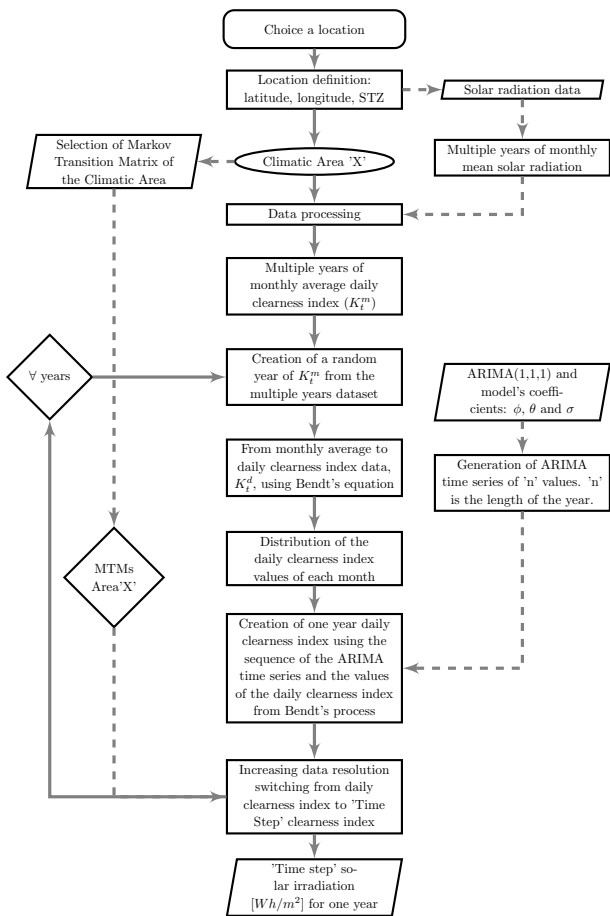 Choice a location
Location definition:
latitude, longitude, STZ
Solar radiation data
Selection of Markov
Transition Matrix of
the Climatic Area
Climatic Area 'X'
Multiple years of monthly
mean solar radiation
Data processing
Multiple years of
monthly average daily
clearness index (K_t^m)
∀ years
Creation of a random
year of K_t^m from the
multiple years dataset
ARIMA(1,1,1) and
model's coeffi-
cients: ϕ, θ and σ
From monthly average to
daily clearness index data,
K_t^d, using Bendt's equation
Generation of ARIMA
time series of 'n' values. 'n'
is the length of the year.
Distribution of the
daily clearness index
values of each month
MTMs
Area'X'
Creation of one year daily
clearness index using the
sequence of the ARIMA
time series and the values
of the daily clearness index
from Bendt's process
Increasing data resolution
switching from daily
clearness index to 'Time
Step' clearness index
'Time step' so-
lar irradiation
[Wh/m²] for one year